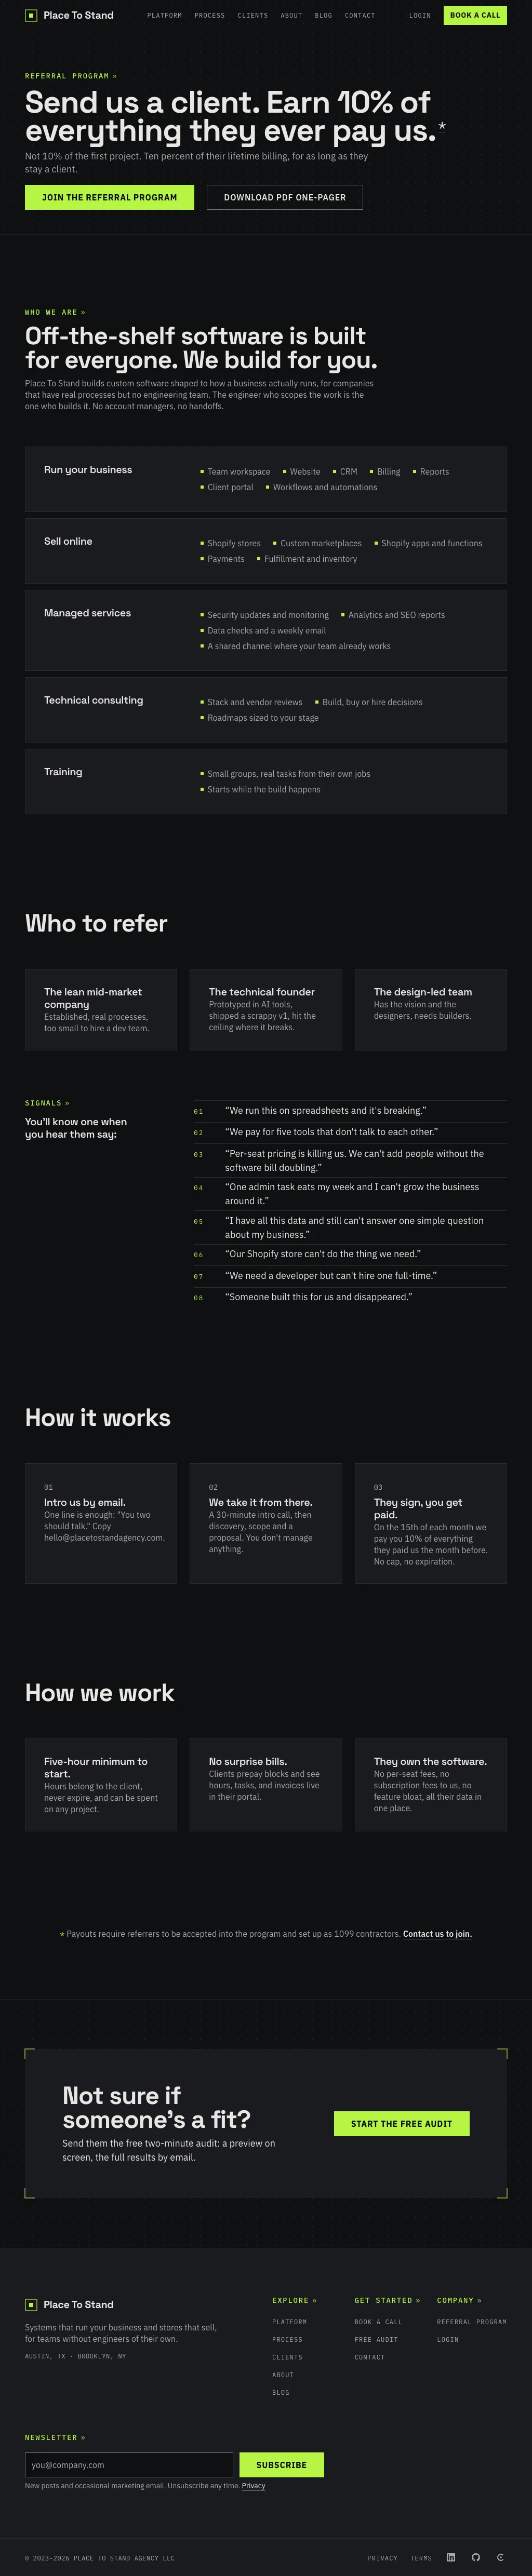 Place To Stand
PLATFORM PROCESS CLIENTS ABOUT BLOG CONTACT
LOGIN
BOOK A CALL
REFERRAL PROGRAM »
Send us a client. Earn 10% of
everything they ever pay us.*
Not 10% of the first project. Ten percent of their lifetime billing, for as long as they
stay a client.
JOIN THE REFERRAL PROGRAM
DOWNLOAD PDF ONE-PAGER
WHO WE ARE »
Off-the-shelf software is built
for everyone. We build for you.
Place To Stand builds custom software shaped to how a business actually runs, for companies
that have real processes but no engineering team. The engineer who scopes the work is the
one who builds it. No account managers, no handoffs.
Run your business
Team workspace Website CRM Billing Reports
Client portal Workflows and automations
Sell online
Shopify stores Custom marketplaces Shopify apps and functions
Payments Fulfillment and inventory
Managed services
Security updates and monitoring Analytics and SEO reports
Data checks and a weekly email
A shared channel where your team already works
Technical consulting
Stack and vendor reviews Build, buy or hire decisions
Roadmaps sized to your stage
Training
Small groups, real tasks from their own jobs
Starts while the build happens
Who to refer
The lean mid-market
company
Established, real processes,
too small to hire a dev team.
The technical founder
Prototyped in AI tools,
shipped a scrappy v1, hit the
ceiling where it breaks.
The design-led team
Has the vision and the
designers, needs builders.
SIGNALS »
You'll know one when
you hear them say:
01 “We run this on spreadsheets and it's breaking.”
02 “We pay for five tools that don't talk to each other.”
03 “Per-seat pricing is killing us. We can't add people without the
software bill doubling.”
04 “One admin task eats my week and I can't grow the business
around it.”
05 “I have all this data and still can't answer one simple question
about my business.”
06 “Our Shopify store can't do the thing we need.”
07 “We need a developer but can't hire one full-time.”
08 “Someone built this for us and disappeared.”
How it works
01
Intro us by email.
One line is enough: "You two
should talk." Copy
hello@placetostandagency.com.
02
We take it from there.
A 30-minute intro call, then
discovery, scope and a
proposal. You don't manage
anything.
03
They sign, you get
paid.
On the 15th of each month we
pay you 10% of everything
they paid us the month before.
No cap, no expiration.
How we work
Five-hour minimum to
start.
Hours belong to the client,
never expire, and can be spent
on any project.
No surprise bills.
Clients prepay blocks and see
hours, tasks, and invoices live
in their portal.
They own the software.
No per-seat fees, no
subscription fees to us, no
feature bloat, all their data in
one place.
* Payouts require referrers to be accepted into the program and set up as 1099 contractors. Contact us to join.
Not sure if
someone's a fit?
Send them the free two-minute audit: a preview on
screen, the full results by email.
START THE FREE AUDIT
Place To Stand
Systems that run your business and stores that sell,
for teams without engineers of their own.
AUSTIN, TX · BROOKLYN, NY
EXPLORE »
PLATFORM
PROCESS
CLIENTS
ABOUT
BLOG
GET STARTED »
BOOK A CALL
FREE AUDIT
CONTACT
COMPANY »
REFERRAL PROGRAM
LOGIN
NEWSLETTER »
you@company.com
SUBSCRIBE
New posts and occasional marketing email. Unsubscribe any time. Privacy
© 2023–2026 PLACE TO STAND AGENCY LLC
PRIVACY TERMS